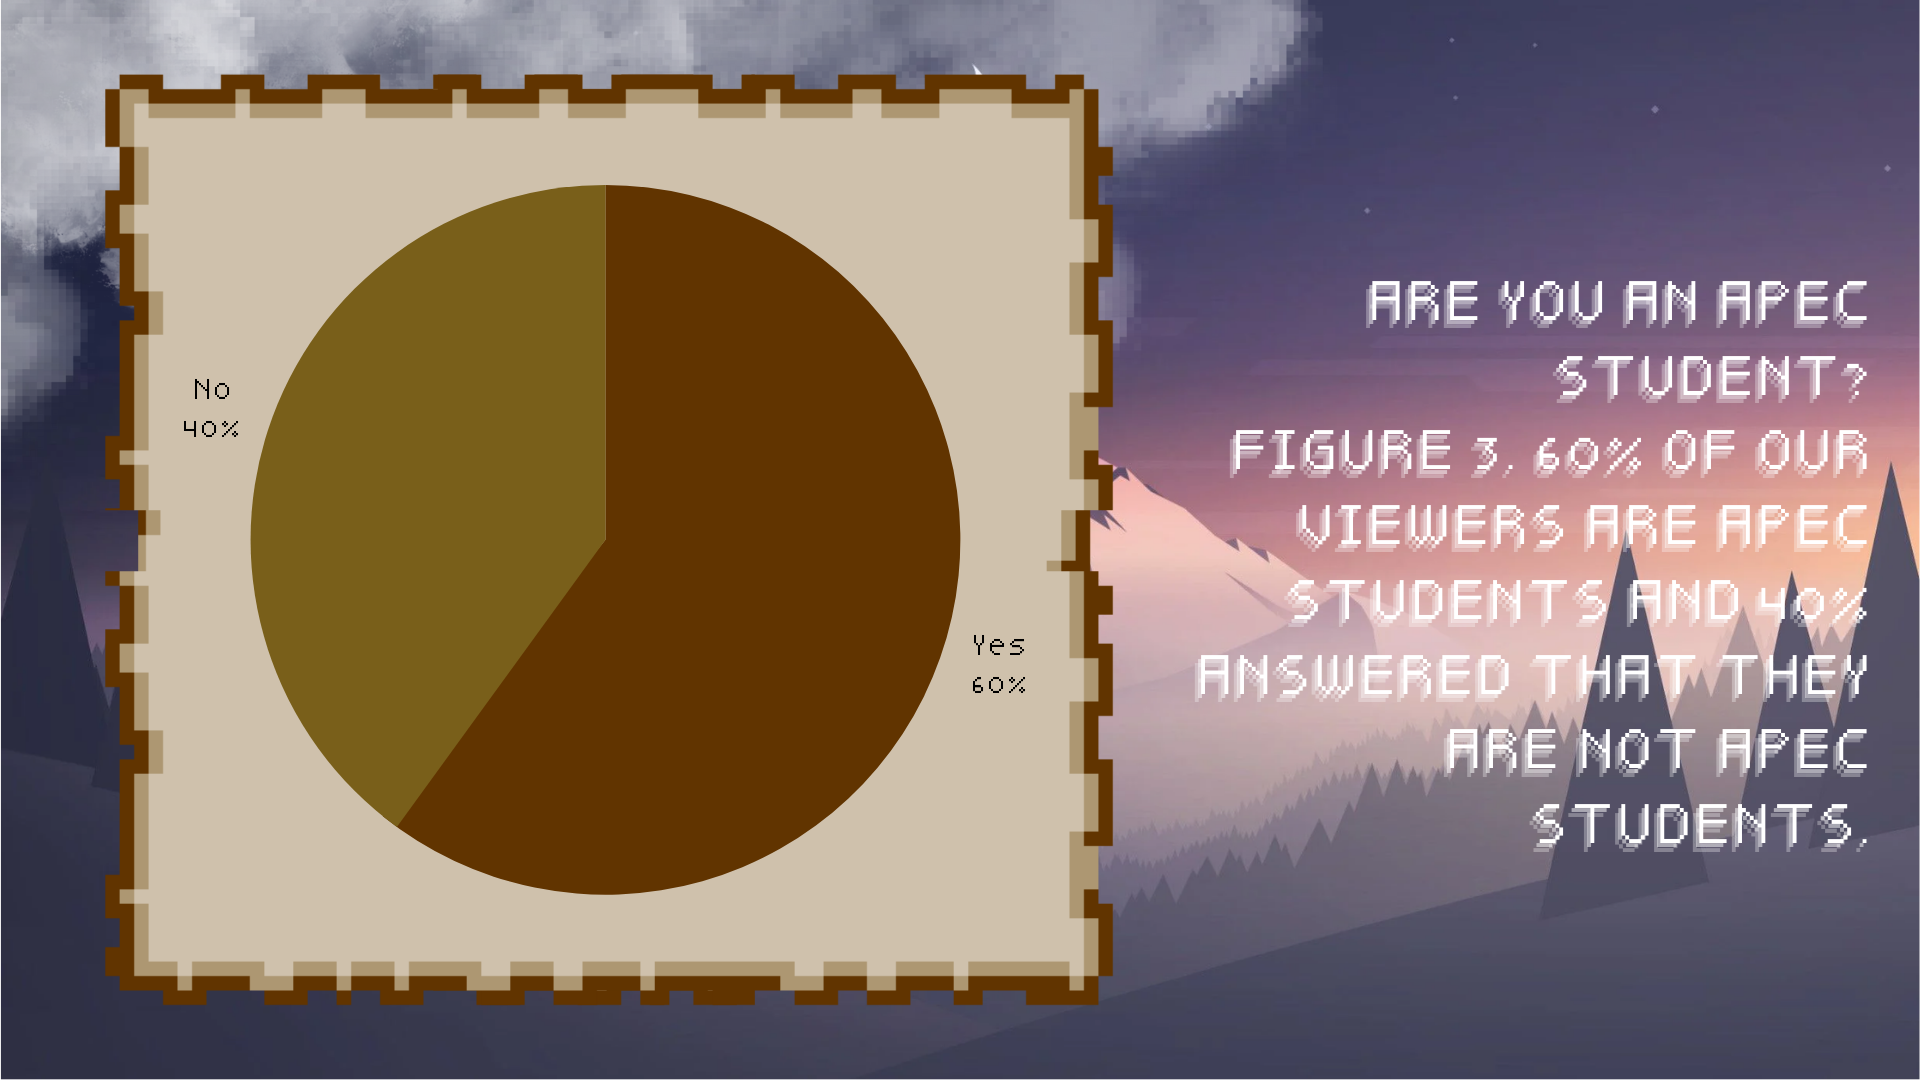 No
40%
Yes
60%
ARE YOU AN APEC
STUDENT?
FIGURE 3. 60% OF OUR
VIEWERS ARE APEC
STUDENTS AND 40%
ANSWERED THAT THEY
ARE NOT APEC
STUDENTS.